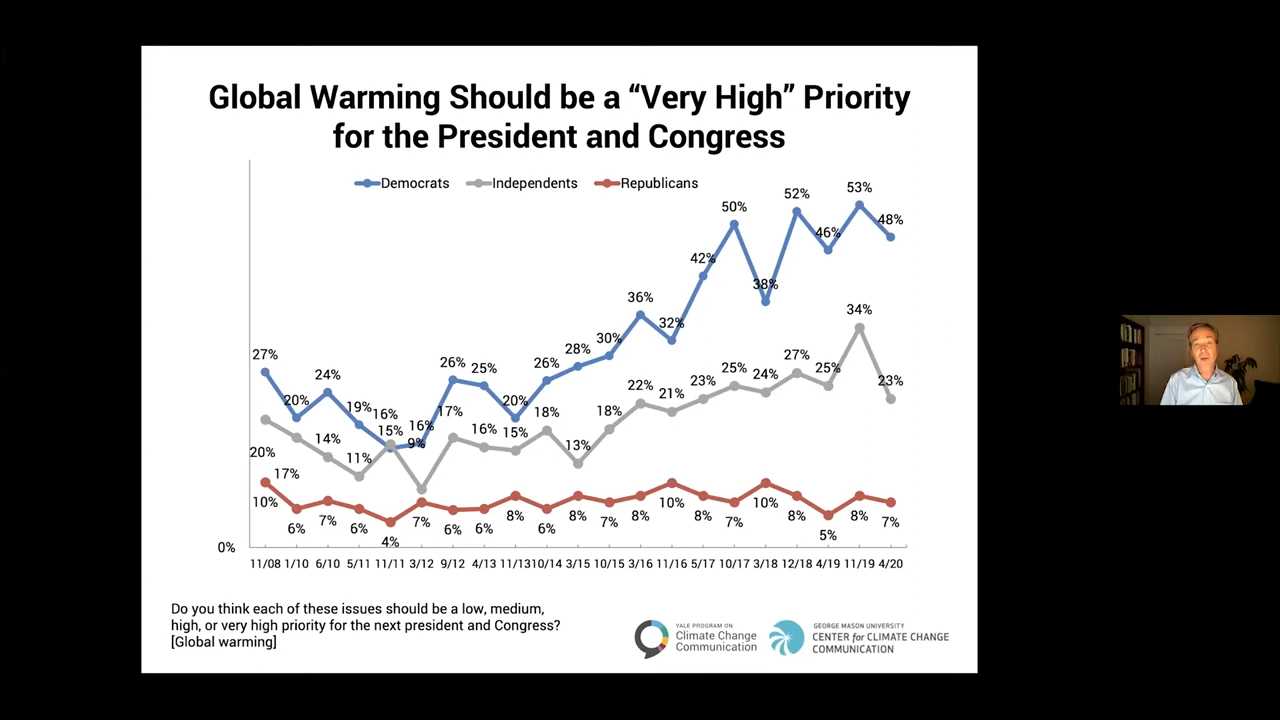 Global Warming Should be a “Very High” Priority
for the President and Congress
Democrats Independents Republicans
27% 20% 24% 19% 16% 16% 26% 25% 20% 26% 28% 30% 36% 32% 42% 50% 38% 52% 46% 53% 48%
20% 17% 14% 11% 15% 9% 17% 16% 15% 18% 13% 18% 22% 21% 23% 25% 24% 27% 25% 34% 23%
10% 6% 7% 6% 4% 7% 6% 6% 8% 6% 8% 7% 8% 10% 8% 7% 10% 8% 5% 8% 7%
0%
11/08 1/10 6/10 5/11 11/11 3/12 9/12 4/13 11/13 10/14 3/15 10/15 3/16 11/16 5/17 10/17 3/18 12/18 4/19 11/19 4/20
Do you think each of these issues should be a low, medium,
high, or very high priority for the next president and Congress?
[Global warming]
YALE PROGRAM ON
Climate Change
Communication
GEORGE MASON UNIVERSITY
CENTER for CLIMATE CHANGE
COMMUNICATION